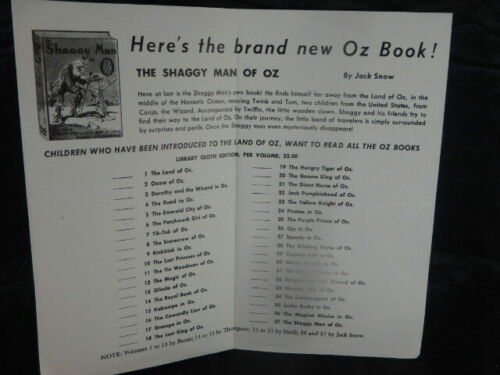 Shaggy Man
OZ
Here's the brand new Oz Book!
THE SHAGGY MAN OF OZ
By Jack Snow
Here at last is the Shaggy Man's own book! He finds himself far away from the Land of Oz, in the
middle of the Nonestic Ocean, reviving Twink and Tom, two children from the United States, from
Conjo, the Wizard. Accompanied by Twiffle, the little wooden clown, Shaggy and his friends try to
find their way to the Land of Oz. On their journey, the little band of travelers is simply surrounded
by surprises and perils. Once the Shaggy man even mysteriously disappears!
CHILDREN WHO HAVE BEEN INTRODUCED TO THE LAND OF OZ, WANT TO READ ALL THE OZ BOOKS
LIBRARY CLOTH EDITION, PER VOLUME, $2.00
1 The Land of Oz.
2 Ozma of Oz.
3 Dorothy and the Wizard in Oz.
4 The Road to Oz.
5 The Emerald City of Oz.
6 The Patchwork Girl of Oz.
7 Tik-Tok of Oz.
8 The Scarecrow of Oz.
9 Rinkitink in Oz.
10 The Lost Princess of Oz.
11 The Tin Woodman of Oz.
12 The Magic of Oz.
13 Glinda of Oz.
14 The Royal Book of Oz.
15 Kabumpo in Oz.
16 The Cowardly Lion of Oz.
17 Grampa in Oz.
18 The Lost King of Oz.
19 The Hungry Tiger of Oz.
20 The Gnome King of Oz.
21 The Giant Horse of Oz.
22 Jack Pumpkinhead of Oz.
23 The Yellow Knight of Oz.
24 Pirates in Oz.
25 The Purple Prince of Oz.
26 Ojo in Oz.
27 Speedy in Oz.
28 The Wishing Horse of Oz.
29 Captain Salt in Oz.
30
31
32 Wizard of Oz.
33 Wonder City of Oz.
34 The Scalawagons of Oz.
35 Lucky Bucky in Oz.
36 The Magical Mimics in Oz.
37 The Shaggy Man of Oz.
NOTE: Volumes 1 to 13 by Baum; 14 to 32 by Thompson; 33 to 35 by Neill; 36 and 37 by Jack Snow.